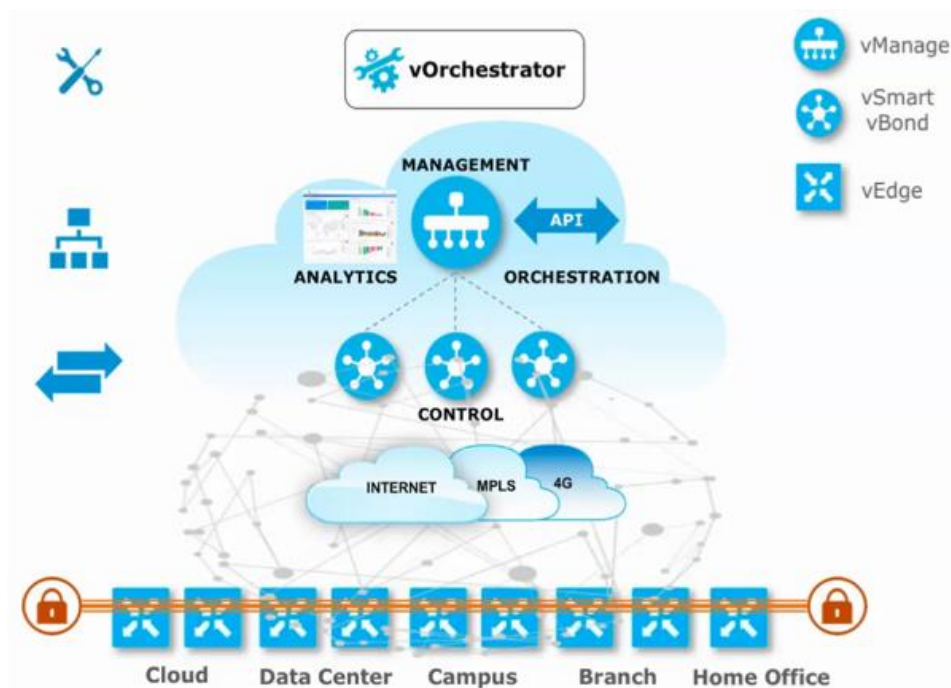 vOrchestrator
vManage
vSmart
vBond
vEdge
MANAGEMENT
API
ANALYTICS
ORCHESTRATION
CONTROL
INTERNET
MPLS
4G
Cloud
Data Center
Campus
Branch
Home Office